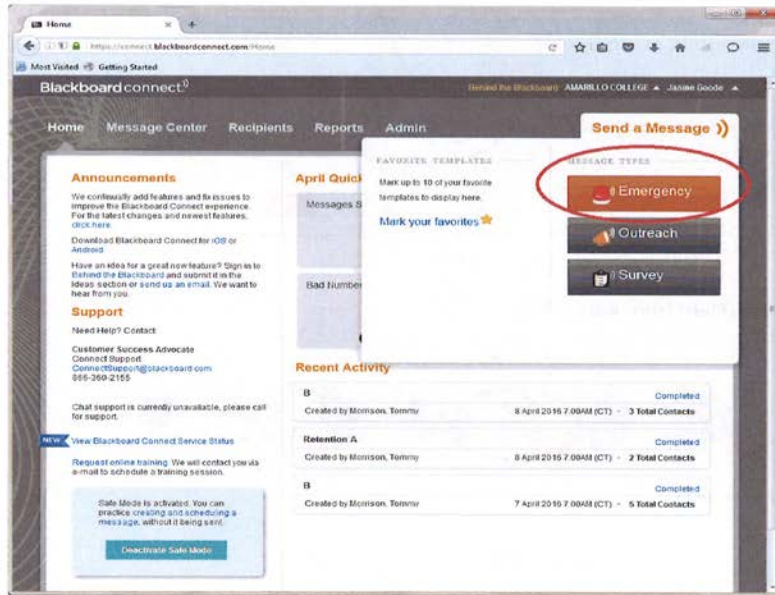 Home
https://connect.blackboardconnect.com/Home
Most Visited Getting Started
Blackboard connect.
Behind the Blackboard AMARILLO COLLEGE Janine Goode
Home Message Center Recipients Reports Admin
Send a Message
Announcements
We continually add features and fix issues to
improve the Blackboard Connect experience.
For the latest changes and newest features,
click here.
Download Blackboard Connect for iOS or
Android.
Have an idea for a great new feature? Sign in to
Behind the Blackboard and submit it in the
Ideas section or send us an email. We want to
hear from you.
Support
Need Help? Contact:
Customer Success Advocate
Connect Support
ConnectSupport@blackboard.com
866-360-2155
Chat support is currently unavailable, please call
for support.
NEW View Blackboard Connect Service Status
Request online training. We will contact you via
e-mail to schedule a training session.
Safe Mode is activated. You can
practice creating and scheduling a
message, without it being sent.
Deactivate Safe Mode
April Quick
Messages S
Bad Number
FAVORITE TEMPLATES
Mark up to 10 of your favorite
templates to display here.
Mark your favorites
MESSAGE TYPES
Emergency
Outreach
Survey
Recent Activity
B Completed
Created by Morrison, Tommy 8 April 2016 7:00AM (CT) - 3 Total Contacts
Retention A Completed
Created by Morrison, Tommy 8 April 2016 7:00AM (CT) - 2 Total Contacts
B Completed
Created by Morrison, Tommy 7 April 2016 7:00AM (CT) - 5 Total Contacts